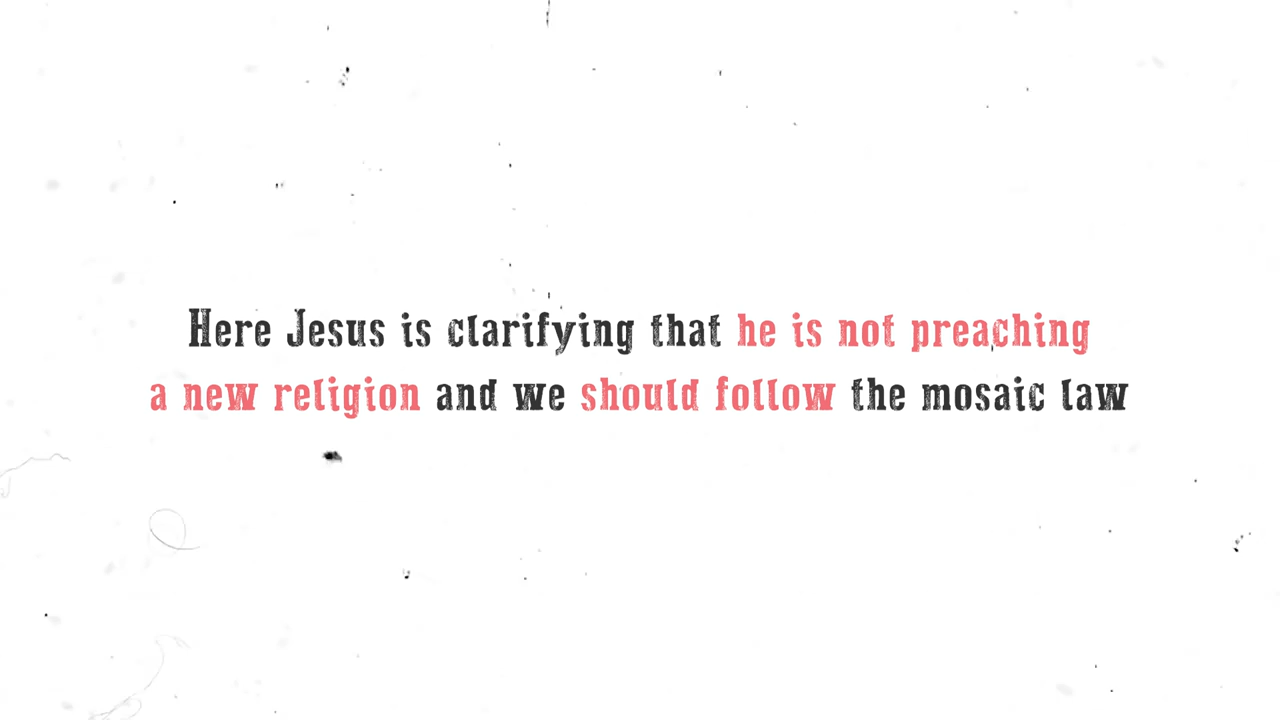 Here Jesus is clarifying that he is not preaching
a new religion and we should follow the mosaic law